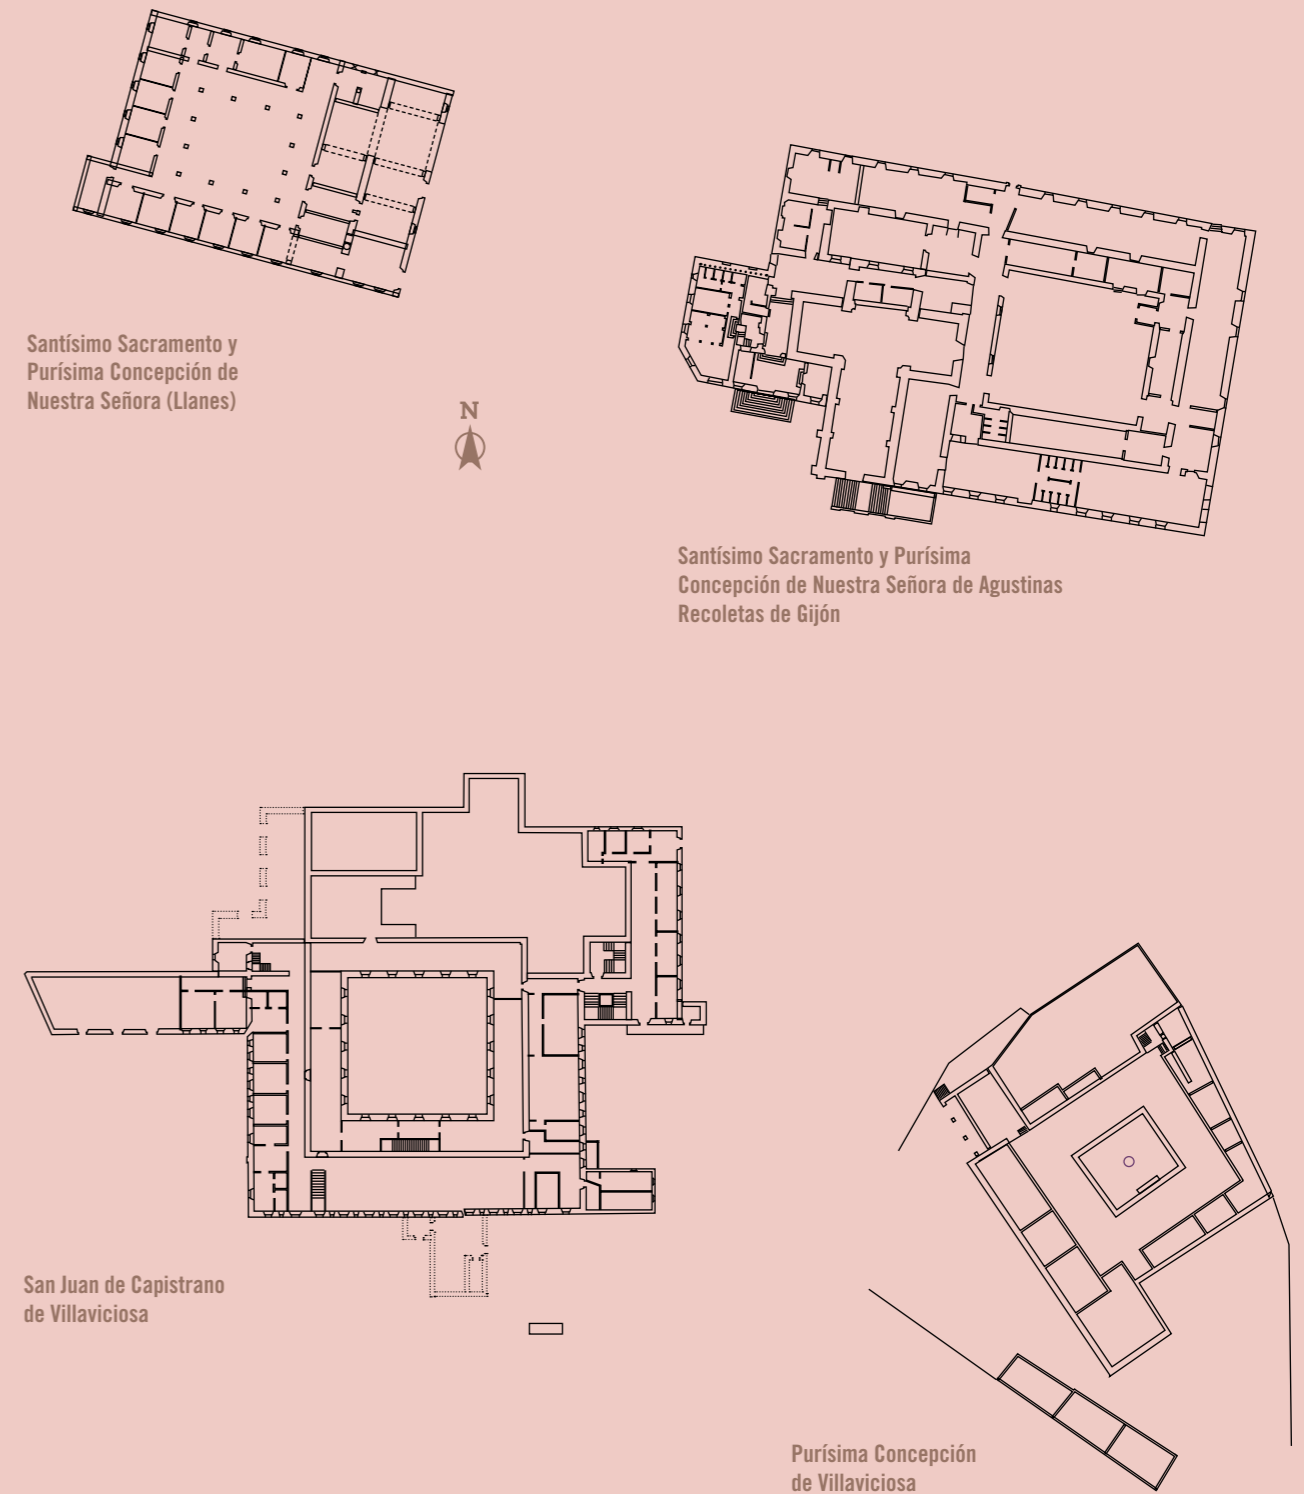 Santísimo Sacramento y
Purísima Concepción de
Nuestra Señora (Llanes)
N
Santísimo Sacramento y Purísima
Concepción de Nuestra Señora de Agustinas
Recoletas de Gijón
San Juan de Capistrano
de Villaviciosa
Purísima Concepción
de Villaviciosa